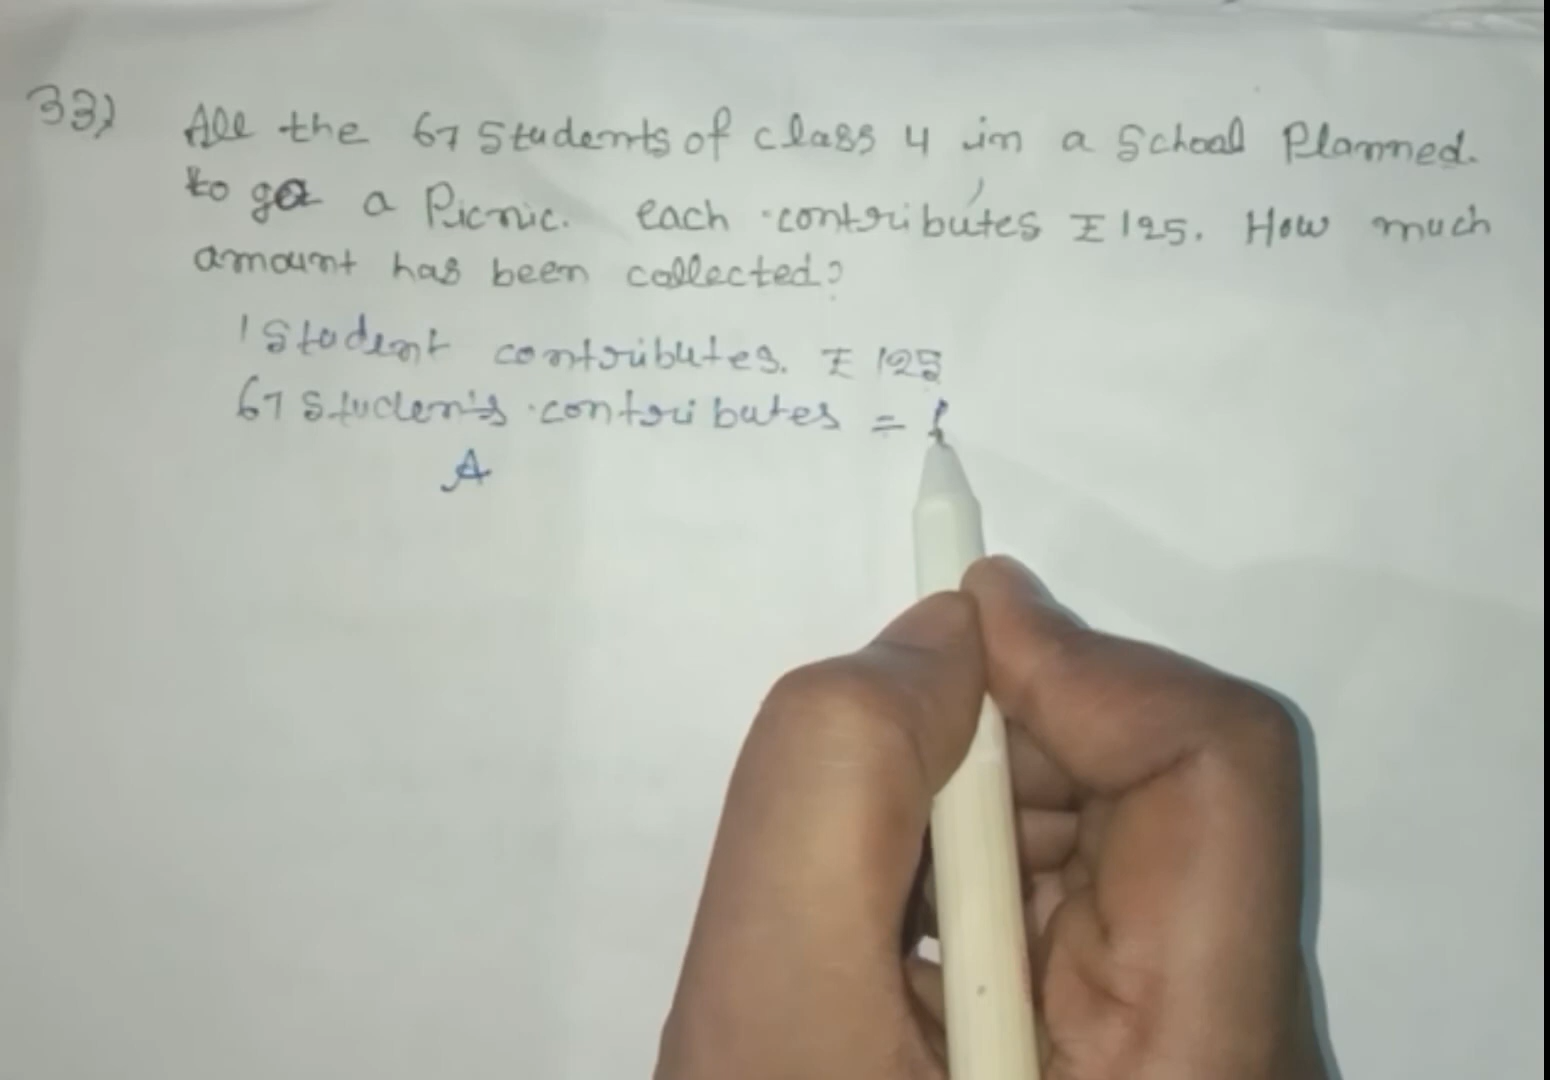 33) All the 67 Students of class 4 in a School Planned.
to go a Picnic. each contributes ₹125. How much
amount has been collected?
1 Student contributes. ₹ 125
67 Studen's contributes =
A